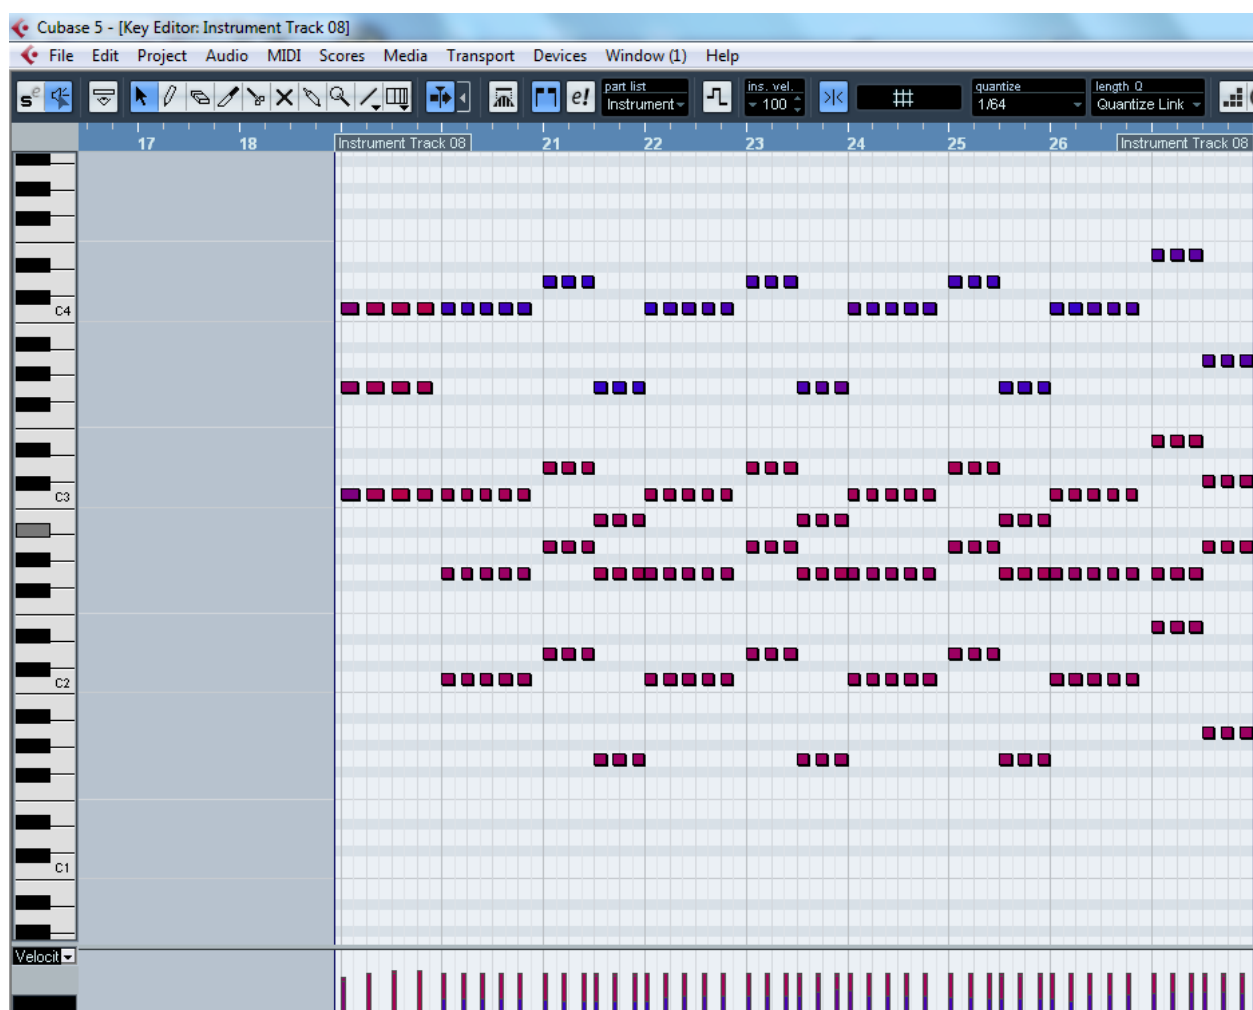 Cubase 5 - [Key Editor: Instrument Track 08]
File Edit Project Audio MIDI Scores Media Transport Devices Window (1) Help
part list ins. vel. quantize length Q
e! Instrument 100 1/64 Quantize Link
17 18 Instrument Track 08 21 22 23 24 25 26 Instrument Track 08
C4
C3
C2
C1
Velocit